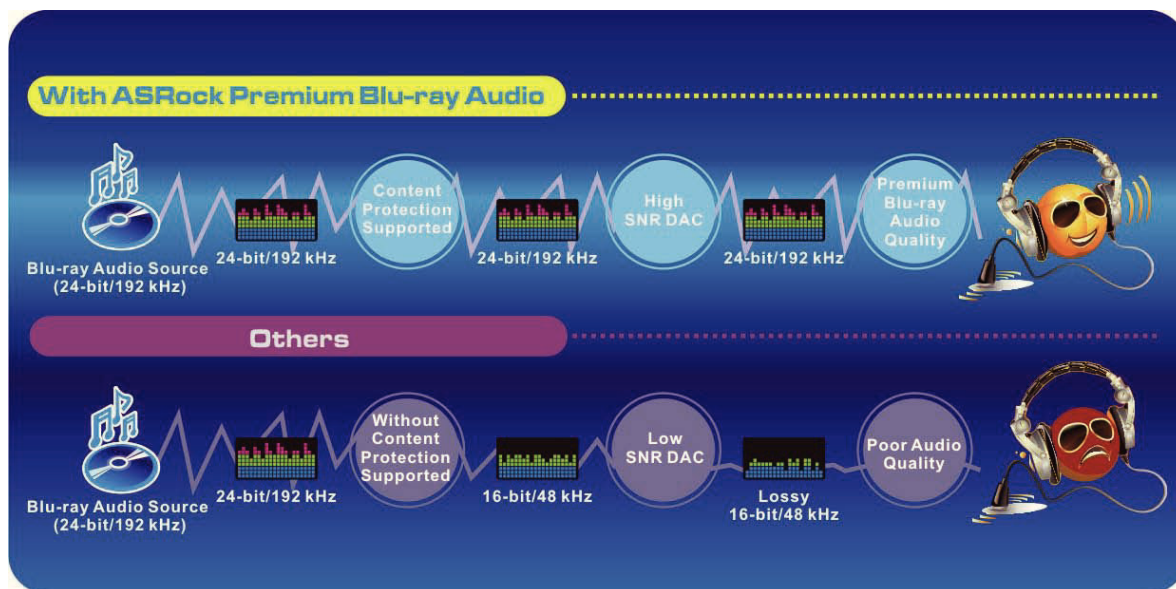 With ASRock Premium Blu-ray Audio
Blu-ray Audio Source
(24-bit/192 kHz)
24-bit/192 kHz
Content
Protection
Supported
24-bit/192 kHz
High
SNR DAC
24-bit/192 kHz
Premium
Blu-ray
Audio
Quality
Others
Blu-ray Audio Source
(24-bit/192 kHz)
24-bit/192 kHz
Without
Content
Protection
Supported
16-bit/48 kHz
Low
SNR DAC
Lossy
16-bit/48 kHz
Poor Audio
Quality